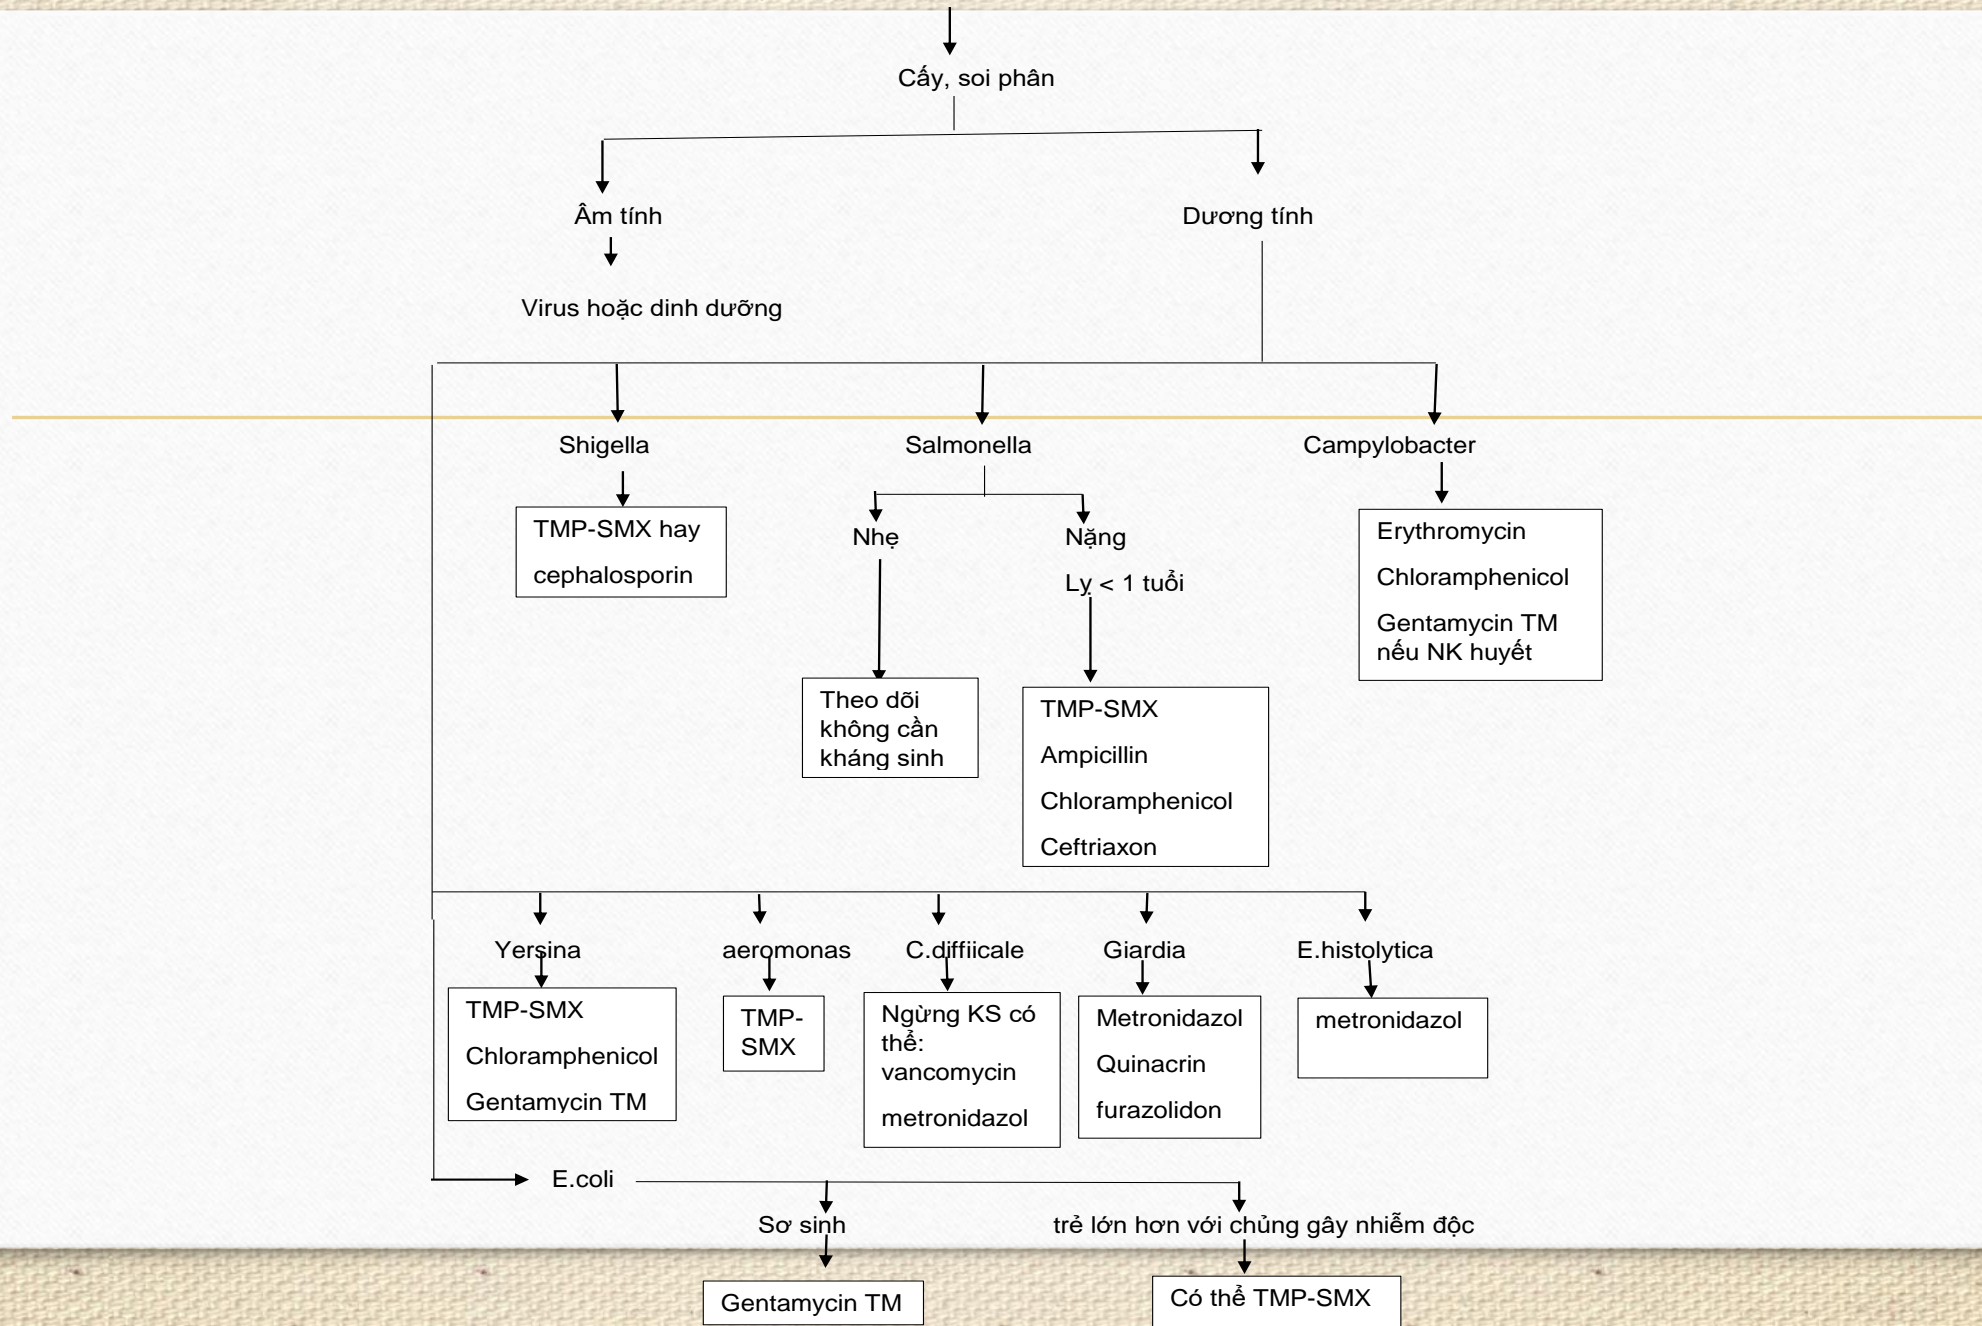 Cấy, soi phân
Âm tính
Dương tính
Virus hoặc dinh dưỡng
Shigella
Salmonella
Campylobacter
TMP-SMX hay
cephalosporin
Nhẹ
Nặng
Lỵ < 1 tuổi
Erythromycin
Chloramphenicol
Gentamycin TM
nếu NK huyết
Theo dõi
không cần
kháng sinh
TMP-SMX
Ampicillin
Chloramphenicol
Ceftriaxon
Yersina
aeromonas
C.diffiicale
Giardia
E.histolytica
TMP-SMX
Chloramphenicol
Gentamycin TM
TMP-
SMX
Ngừng KS có
thể:
vancomycin
metronidazol
Metronidazol
Quinacrin
furazolidon
metronidazol
E.coli
Sơ sinh
trẻ lớn hơn với chủng gây nhiễm độc
Gentamycin TM
Có thể TMP-SMX